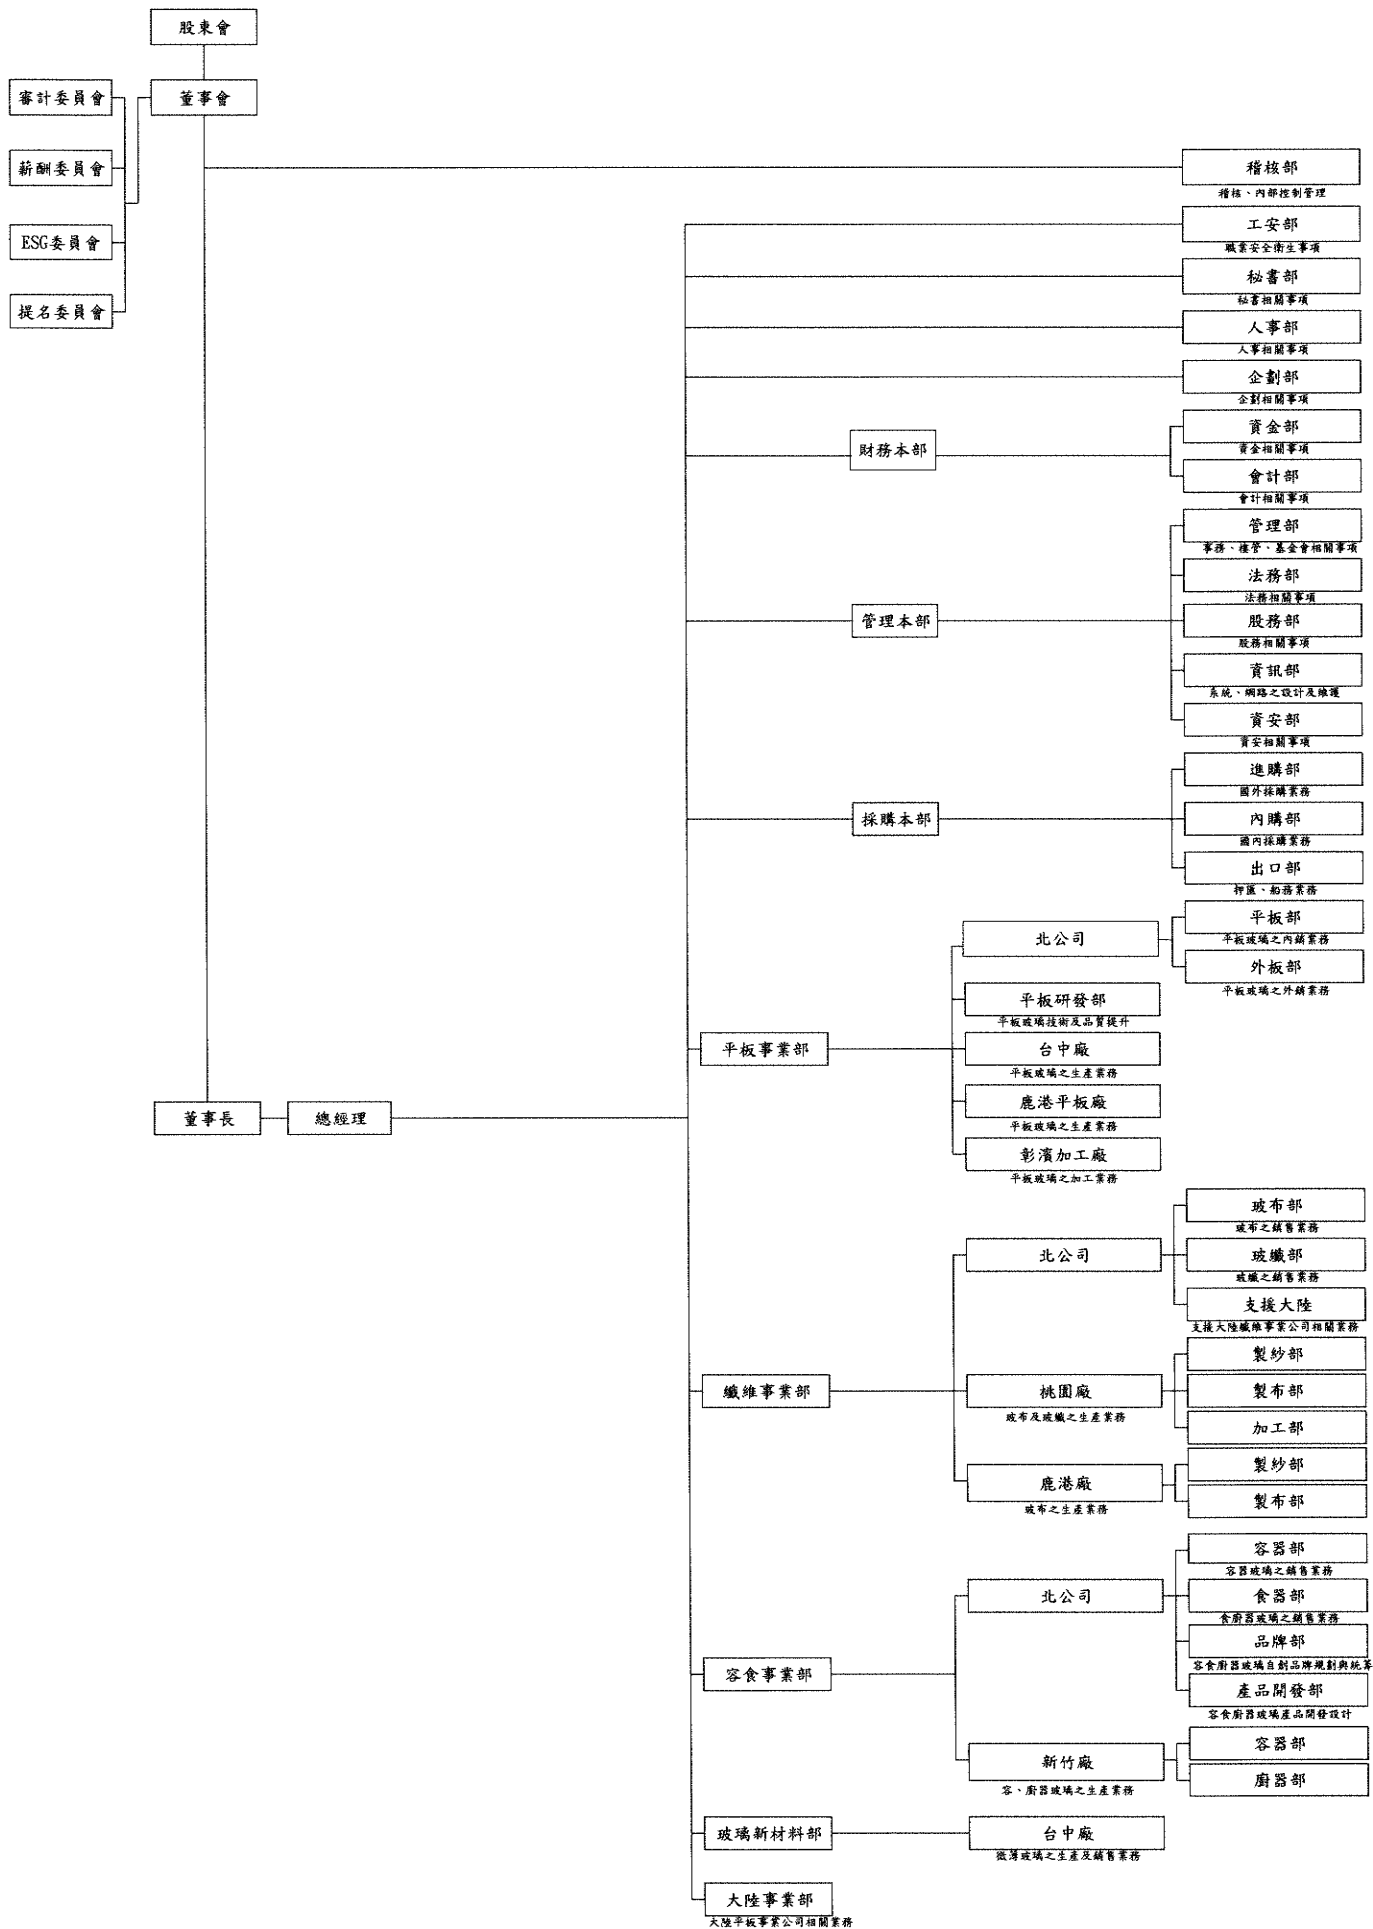 股東會
董事會
審計委員會
薪酬委員會
ESG委員會
提名委員會
稽核部
稽核、內部控制管理
工安部
職業安全衛生事項
秘書部
秘書相關事項
人事部
人事相關事項
企劃部
企劃相關事項
財務本部
資金部
資金相關事項
會計部
會計相關事項
管理本部
管理部
事務、樓管、基金會相關事項
法務部
法務相關事項
股務部
股務相關事項
資訊部
系統、網路之設計及維護
資安部
資安相關事項
採購本部
進購部
國外採購業務
內購部
國內採購業務
出口部
押匯、船務業務
董事長
總經理
平板事業部
北公司
平板部
平板玻璃之內銷業務
外板部
平板玻璃之外銷業務
平板研發部
平板玻璃技術及品質提升
台中廠
平板玻璃之生產業務
鹿港平板廠
平板玻璃之生產業務
彰濱加工廠
平板玻璃之加工業務
纖維事業部
北公司
玻布部
玻布之銷售業務
玻纖部
玻纖之銷售業務
支援大陸
支援大陸纖維事業公司相關業務
桃園廠
玻布及玻纖之生產業務
製紗部
製布部
加工部
鹿港廠
玻布之生產業務
製紗部
製布部
容食事業部
北公司
容器部
容器玻璃之銷售業務
食器部
食廚器玻璃之銷售業務
品牌部
容食廚器玻璃自創品牌規劃與統籌
產品開發部
容食廚器玻璃產品開發設計
新竹廠
容、廚器玻璃之生產業務
容器部
廚器部
玻璃新材料部
台中廠
微薄玻璃之生產及銷售業務
大陸事業部
大陸平板事業公司相關業務